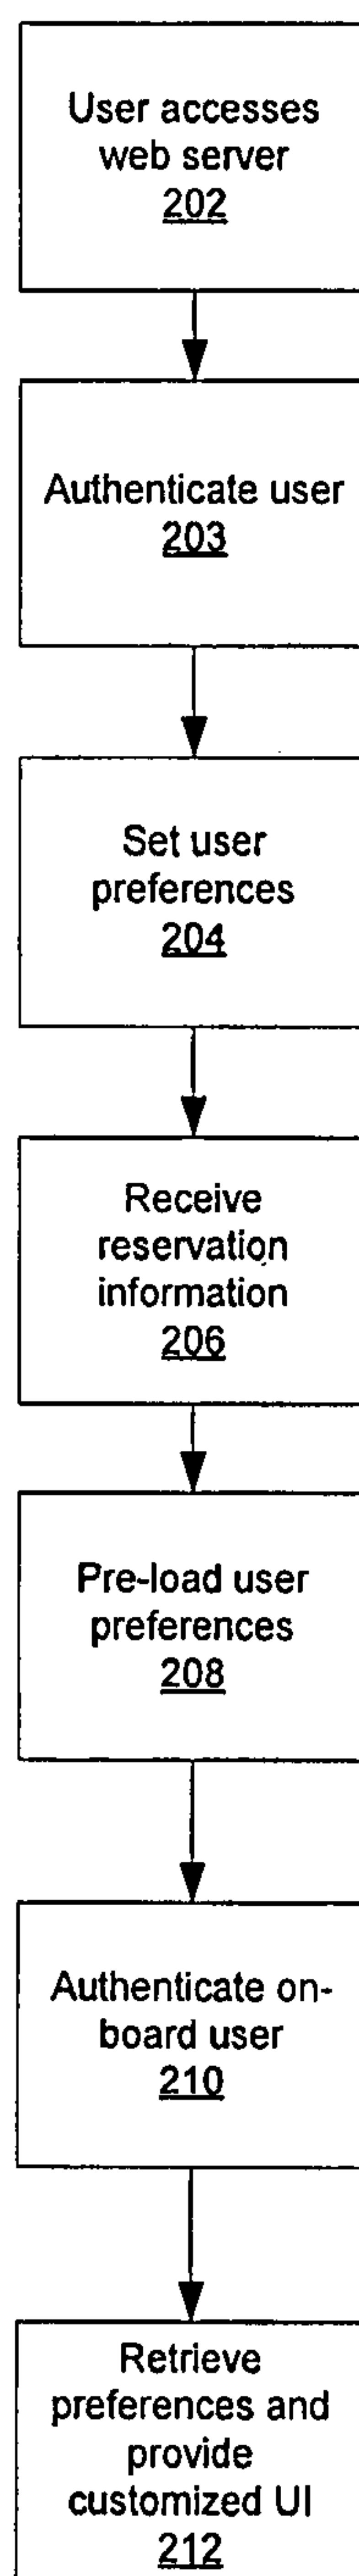 User accesses
web server
202
Authenticate user
203
Set user
preferences
204
Receive
reservation
information
206
Pre-load user
preferences
208
Authenticate on-
board user
210
Retrieve
preferences and
provide
customized UI
212